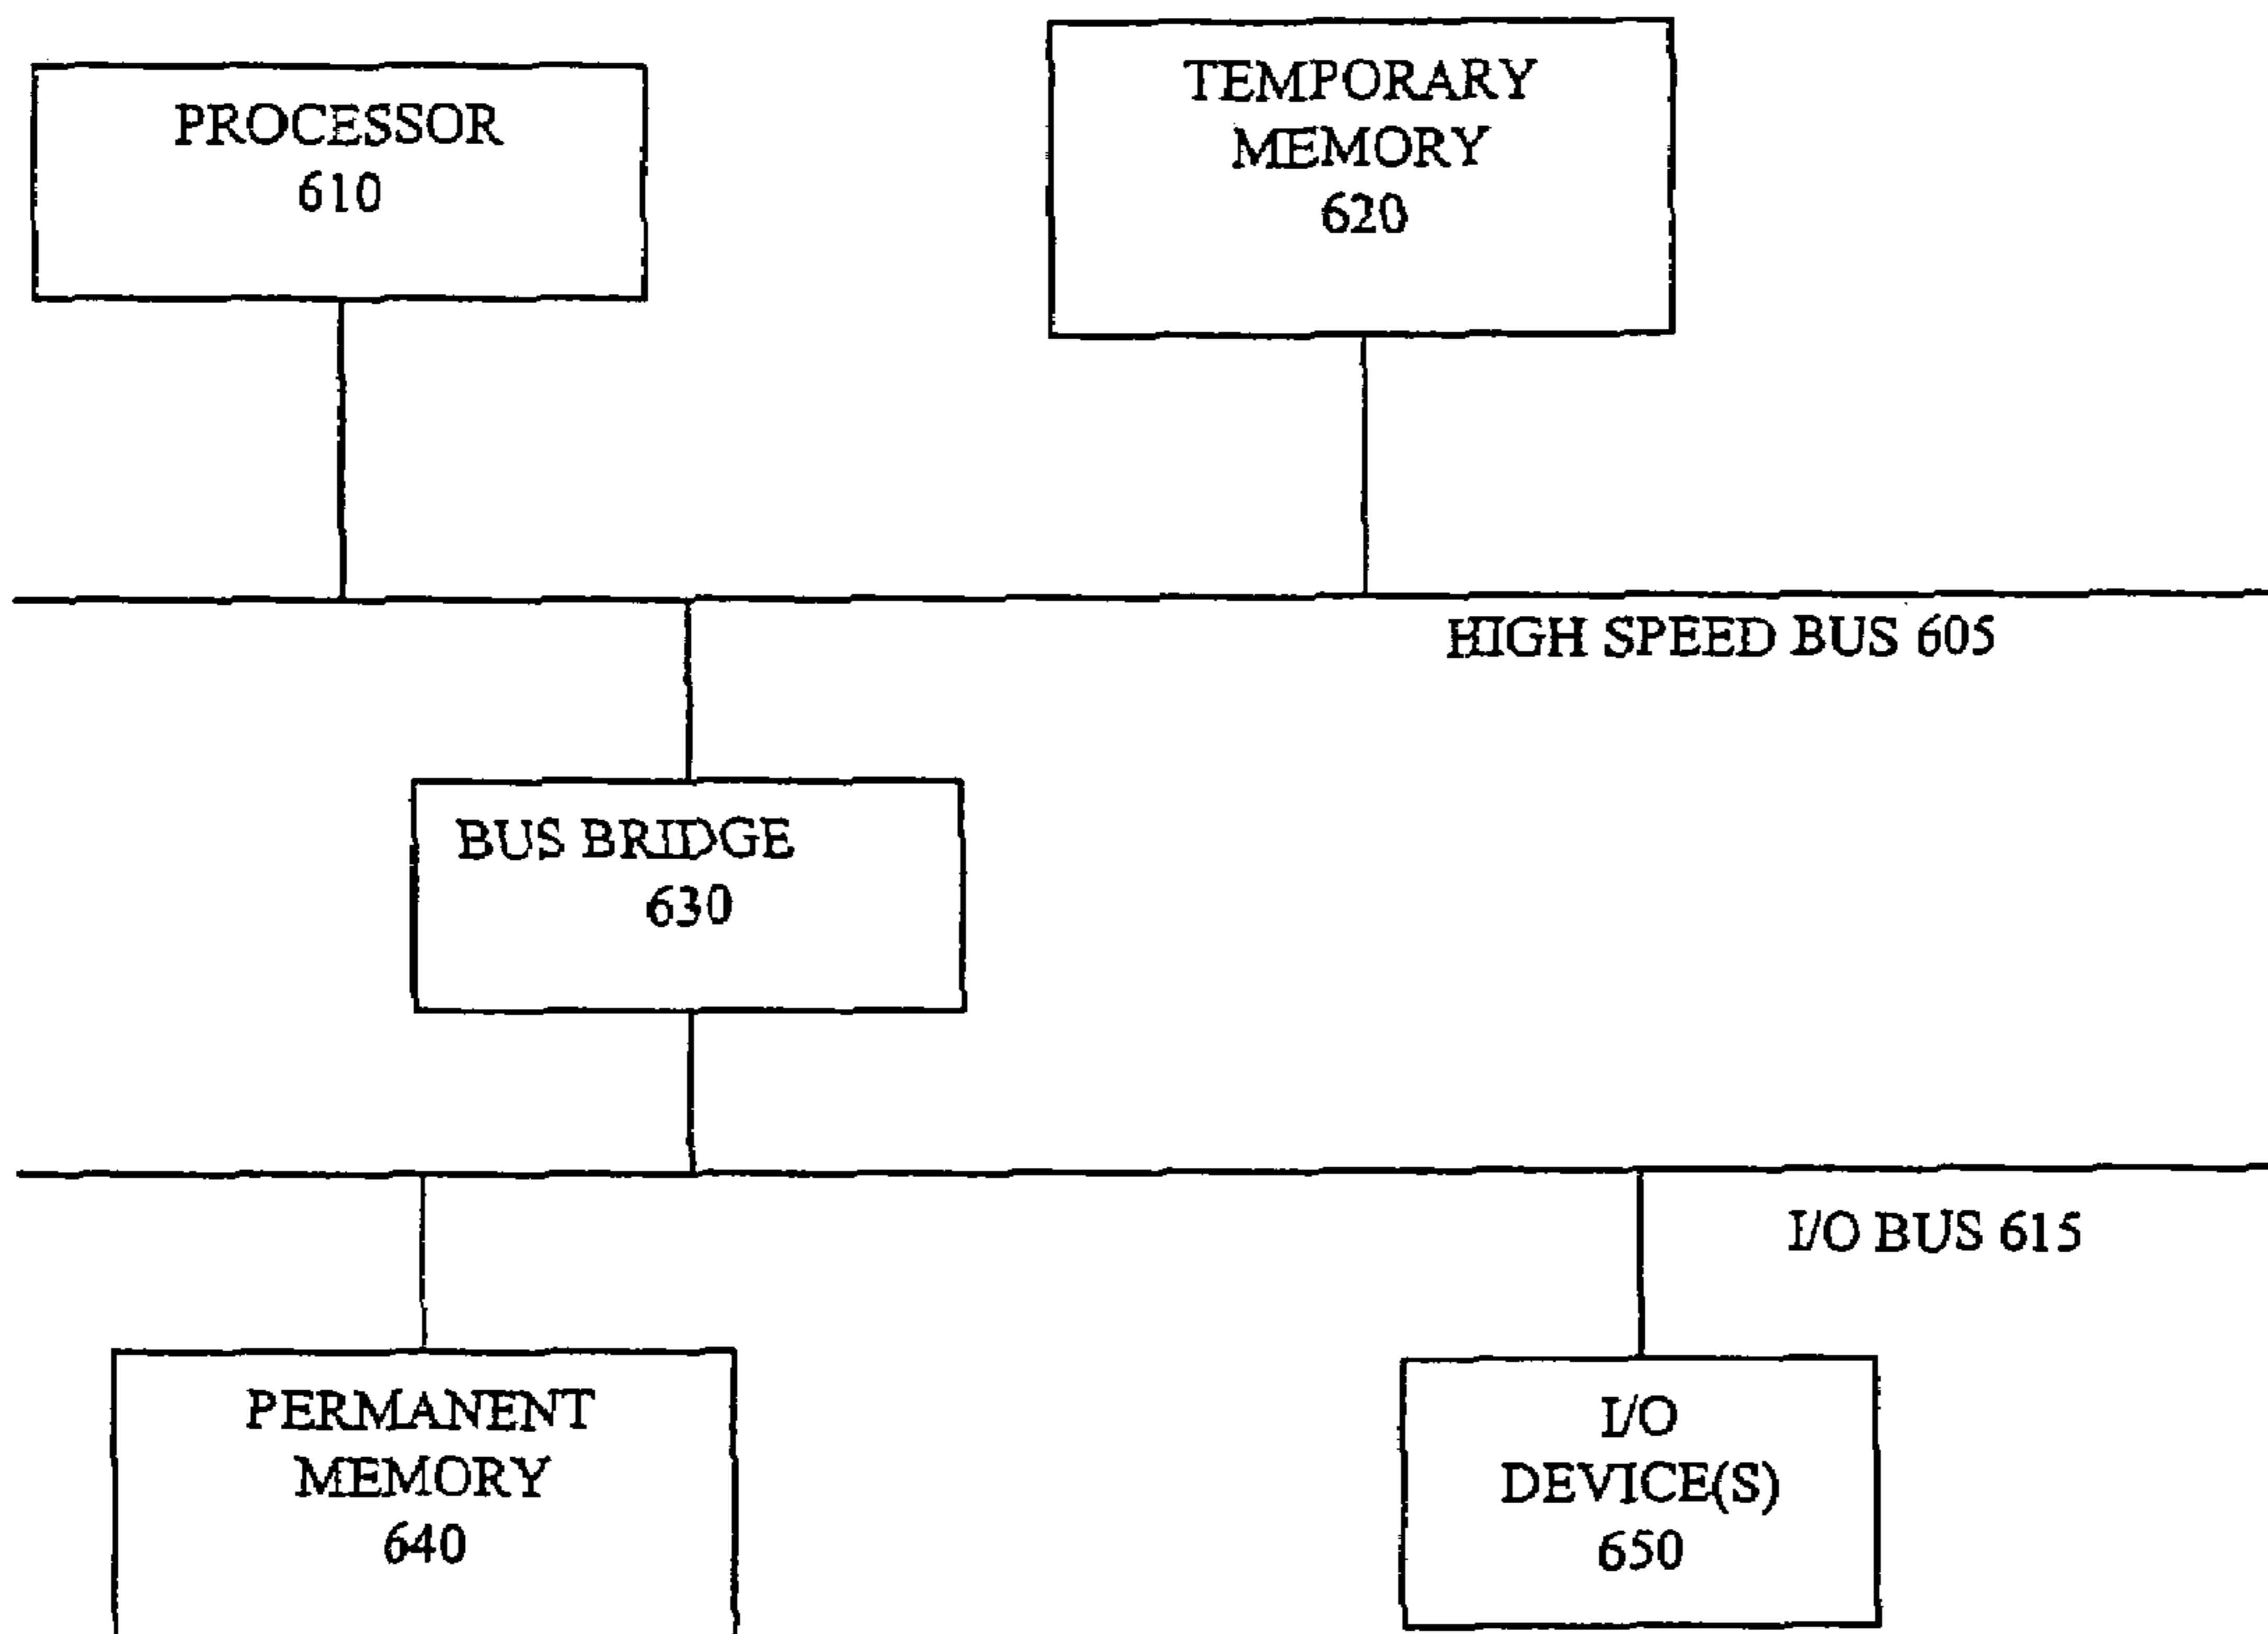 PROCESSOR
610
TEMPORARY
MEMORY
620
HIGH SPEED BUS 605
BUS BRIDGE
630
I/O BUS 615
PERMANENT
MEMORY
640
I/O
DEVICE(S)
650